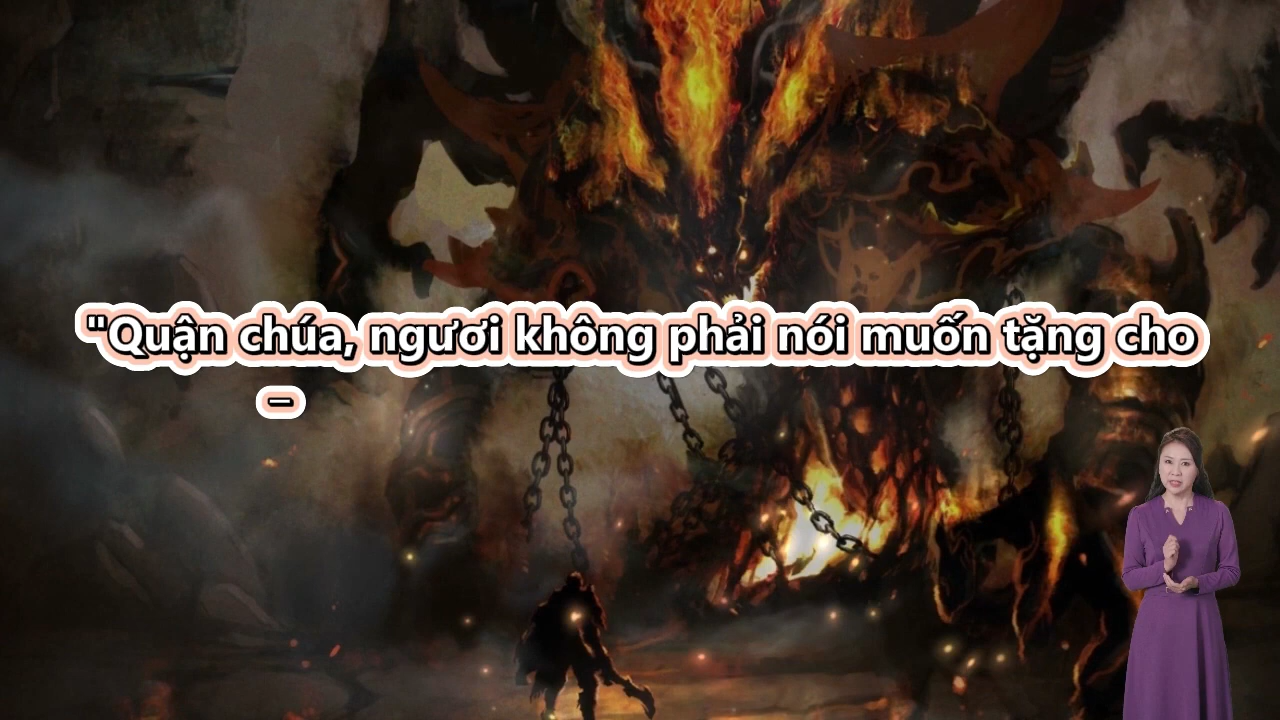 "Quận chúa, ngươi không phải nói muốn tặng cho
_